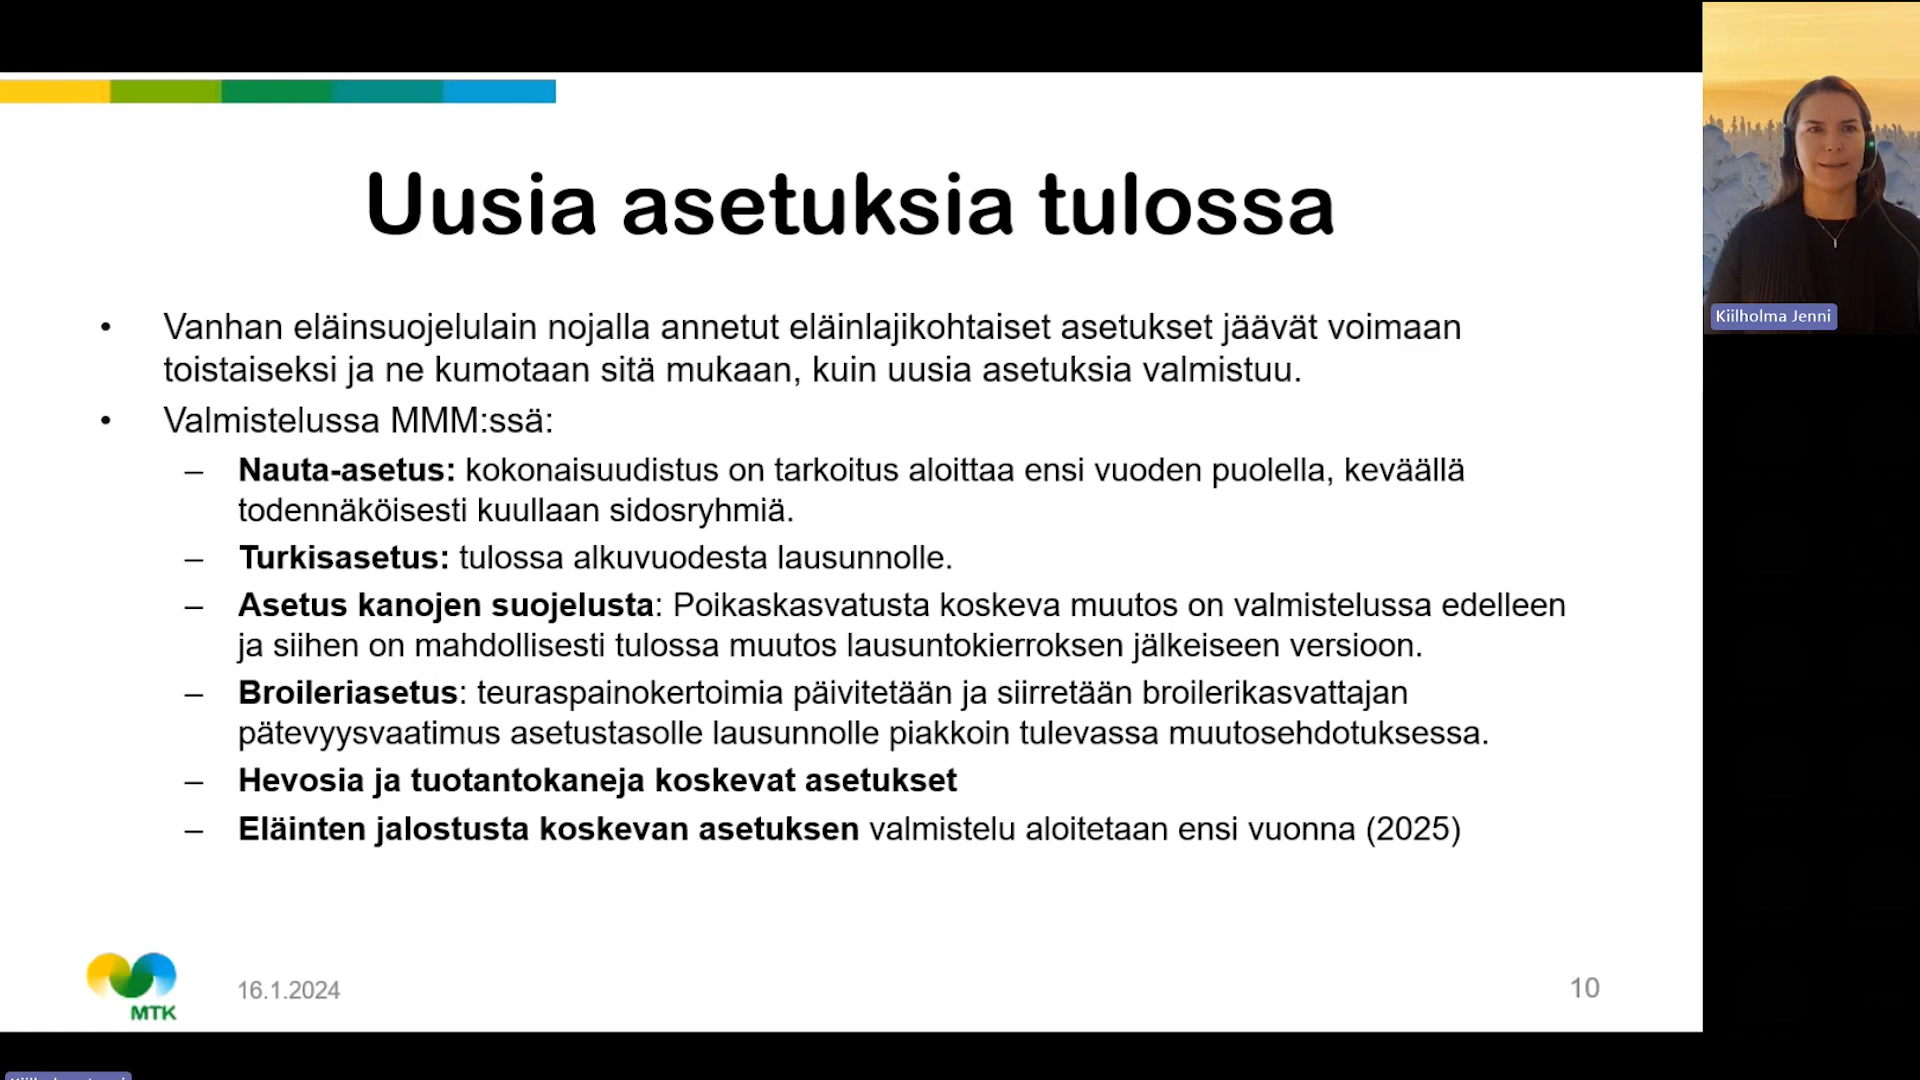 Uusia asetuksia tulossa
• Vanhan eläinsuojelulain nojalla annetut eläinlajikohtaiset asetukset jäävät voimaan
toistaiseksi ja ne kumotaan sitä mukaan, kuin uusia asetuksia valmistuu.
• Valmistelussa MMM:ssä:
– Nauta-asetus: kokonaisuudistus on tarkoitus aloittaa ensi vuoden puolella, keväällä
todennäköisesti kuullaan sidosryhmiä.
– Turkisasetus: tulossa alkuvuodesta lausunnolle.
– Asetus kanojen suojelusta: Poikaskasvatusta koskeva muutos on valmistelussa edelleen
ja siihen on mahdollisesti tulossa muutos lausuntokierroksen jälkeiseen versioon.
– Broileriasetus: teuraspainokertoimia päivitetään ja siirretään broilerikasvattajan
pätevyysvaatimus asetustasolle lausunnolle piakkoin tulevassa muutosehdotuksessa.
– Hevosia ja tuotantokaneja koskevat asetukset
– Eläinten jalostusta koskevan asetuksen valmistelu aloitetaan ensi vuonna (2025)
MTK
16.1.2024
10
Kiilholma Jenni